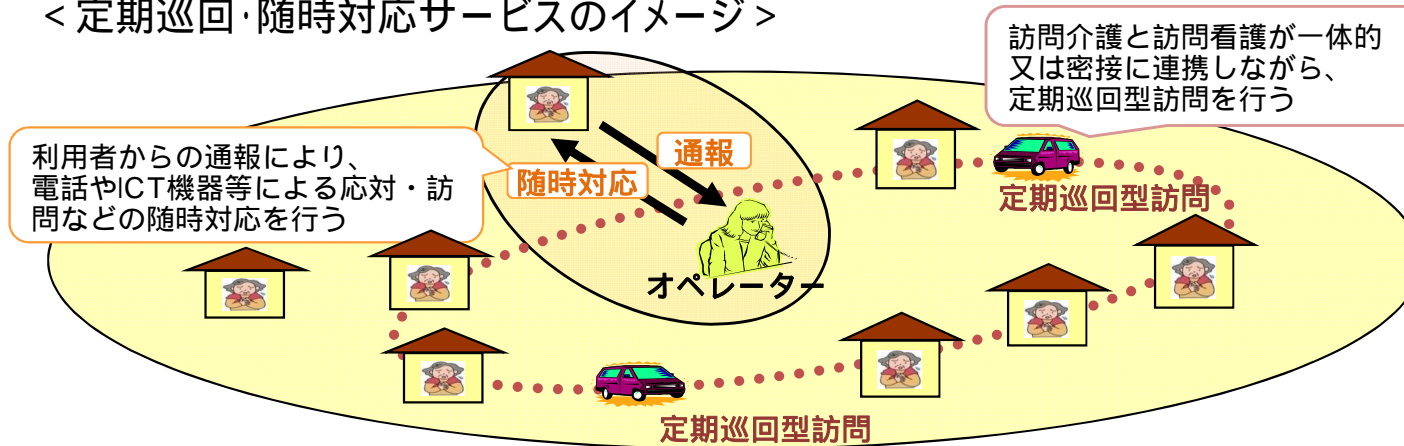 ＜定期巡回・随時対応サービスのイメージ＞
訪問介護と訪問看護が一体的
又は密接に連携しながら、
定期巡回型訪問を行う
利用者からの通報により、
電話やICT機器等による応対・訪
問などの随時対応を行う
通報
随時対応
定期巡回型訪問
オペレーター
定期巡回型訪問